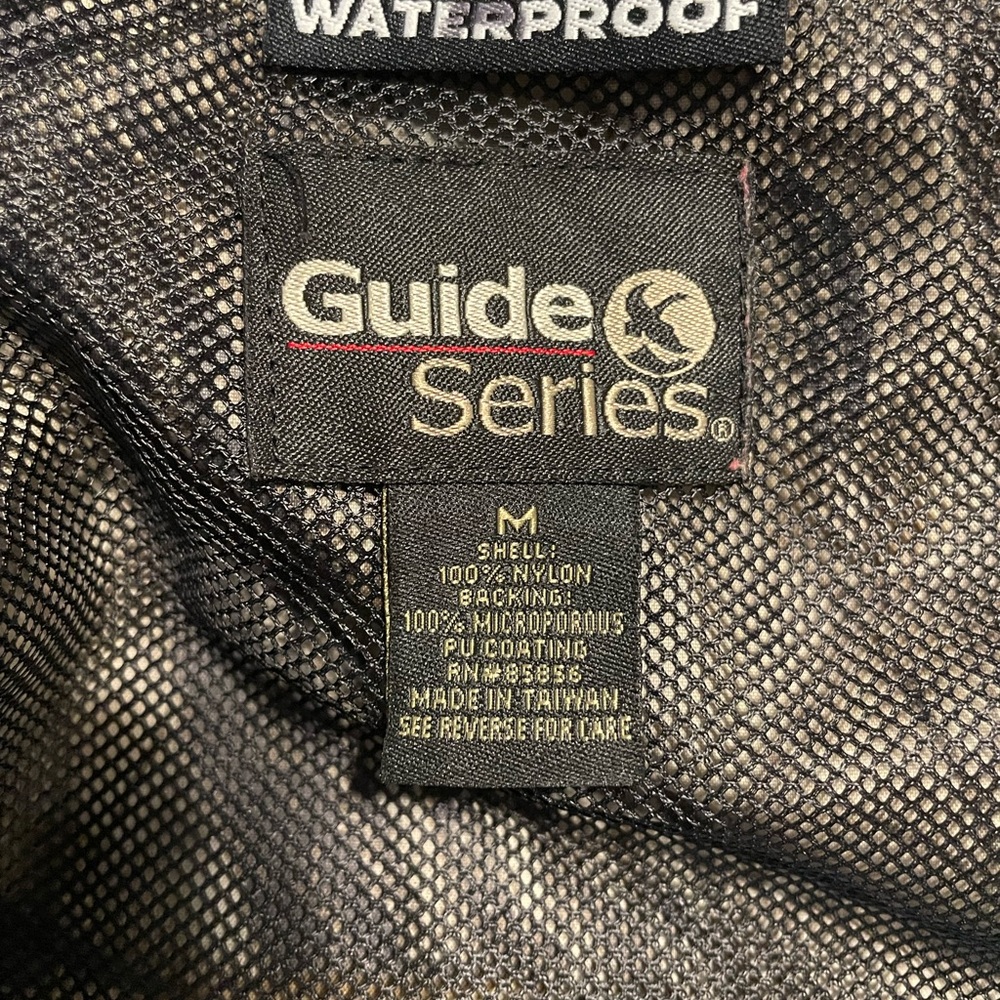 WATERPROOF
Guide
Series®
M
SHELL:
100% NYLON
BACKING:
100% MICROPOROUS
PU COATING
RN#85856
MADE IN TAIWAN
SEE REVERSE FOR CARE